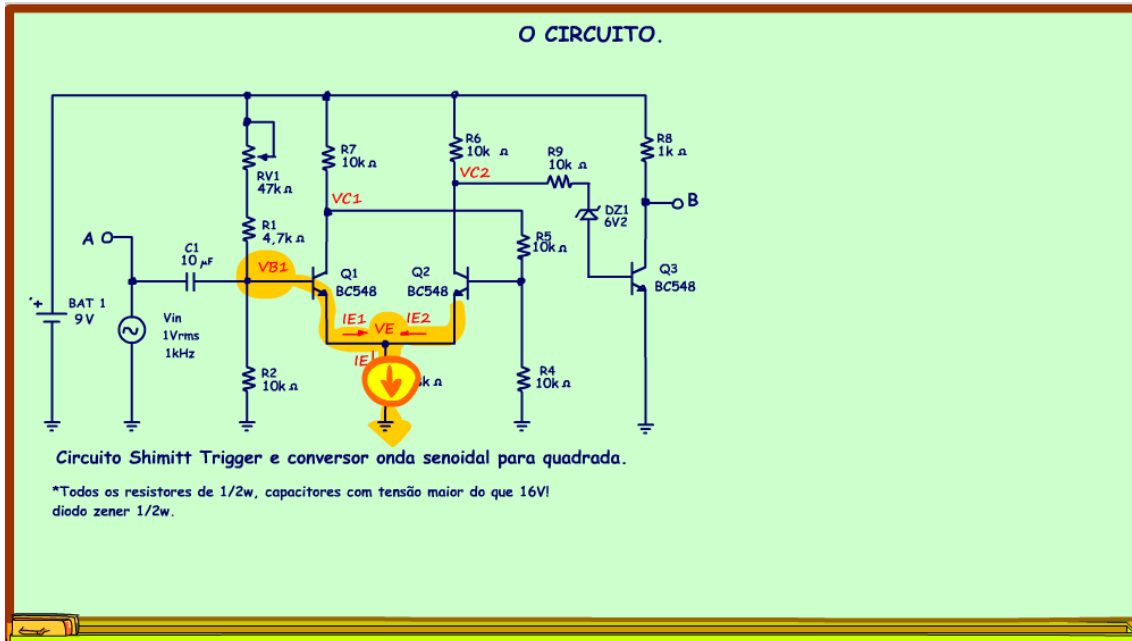 O CIRCUITO.
R7
10k Ω
R6
10k Ω
R9
10k Ω
R8
1k Ω
RV1
47k Ω
VC1
VC2
DZ1
6V2
B
R1
4,7k Ω
R5
10k Ω
A
C1
10 µF
VB1
Q1
BC548
Q2
BC548
Q3
BC548
+
BAT 1
9V
Vin
1Vrms
1kHz
IE1
VE
IE2
IE
R2
10k Ω
k Ω
R4
10k Ω
Circuito Shimitt Trigger e conversor onda senoidal para quadrada.
*Todos os resistores de 1/2w, capacitores com tensão maior do que 16V!
diodo zener 1/2w.